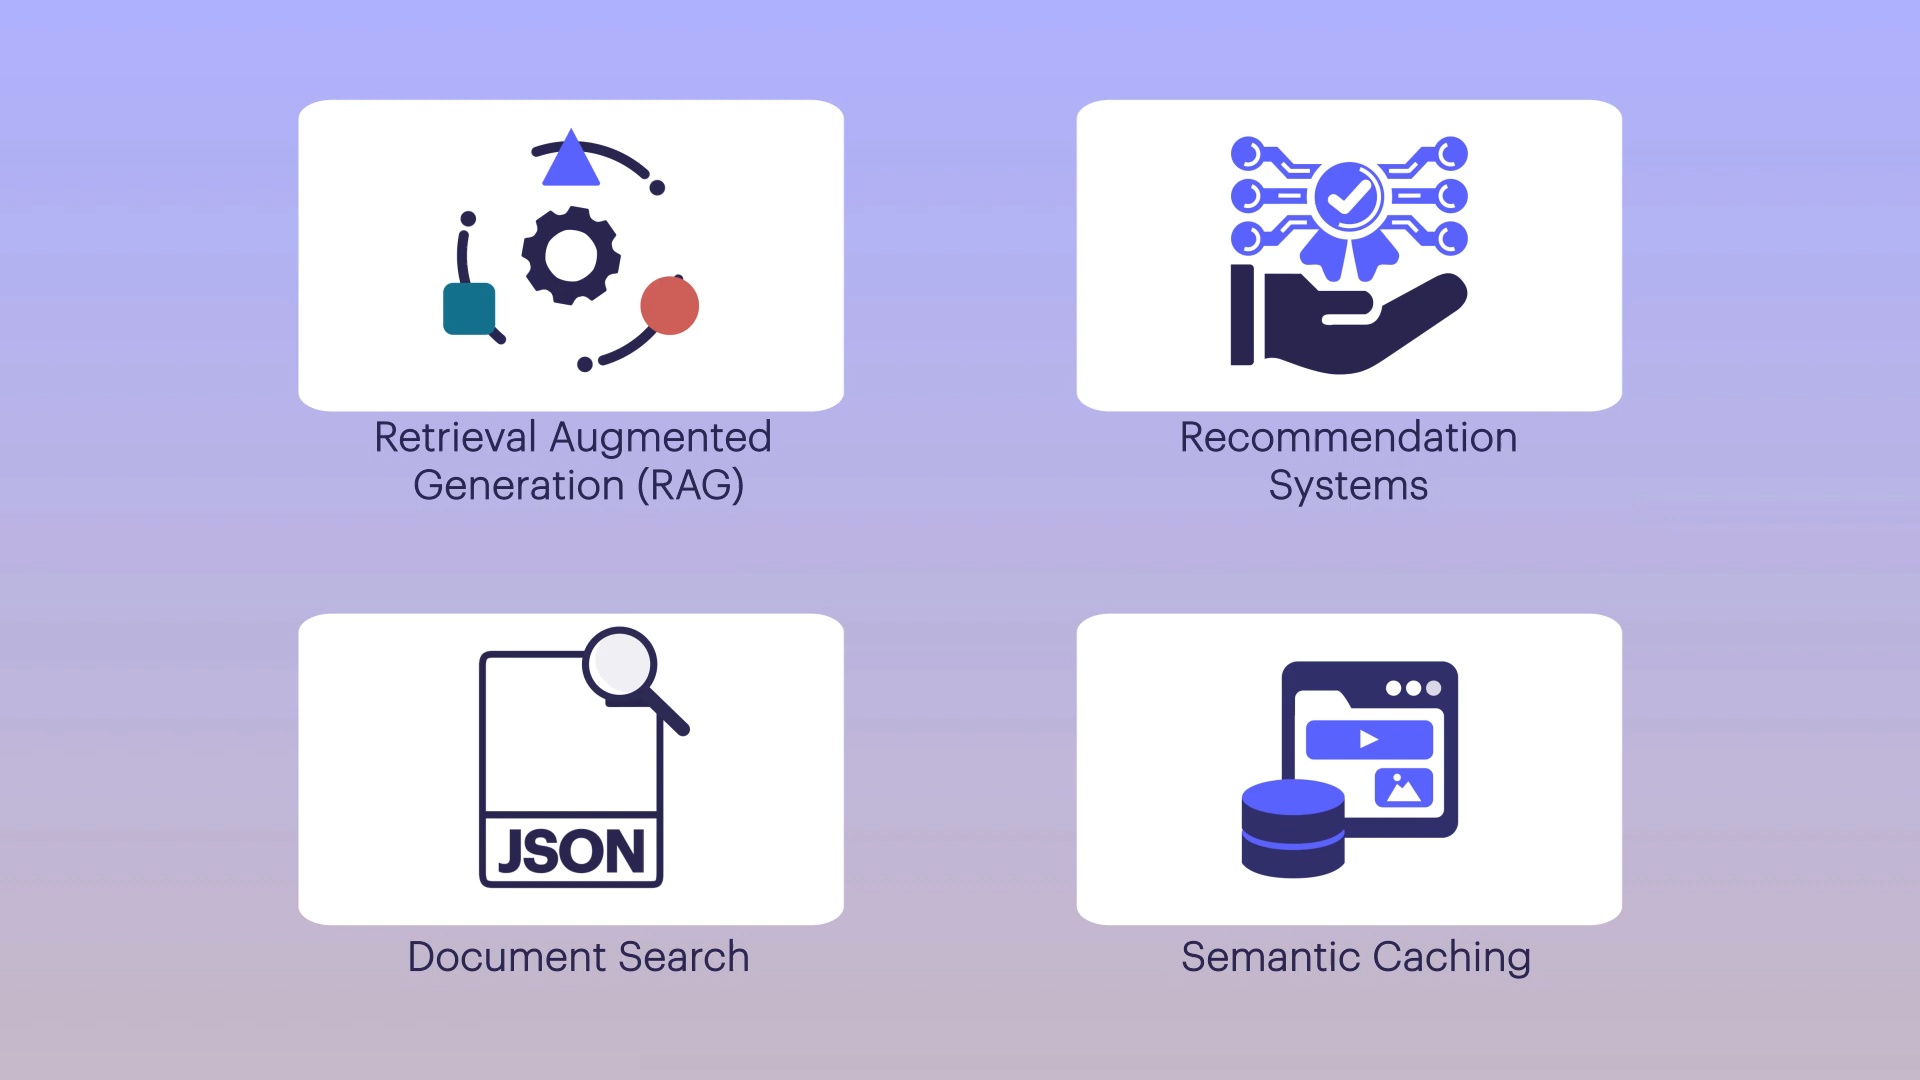 Retrieval Augmented
Generation (RAG)
Recommendation
Systems
JSON
Document Search
Semantic Caching